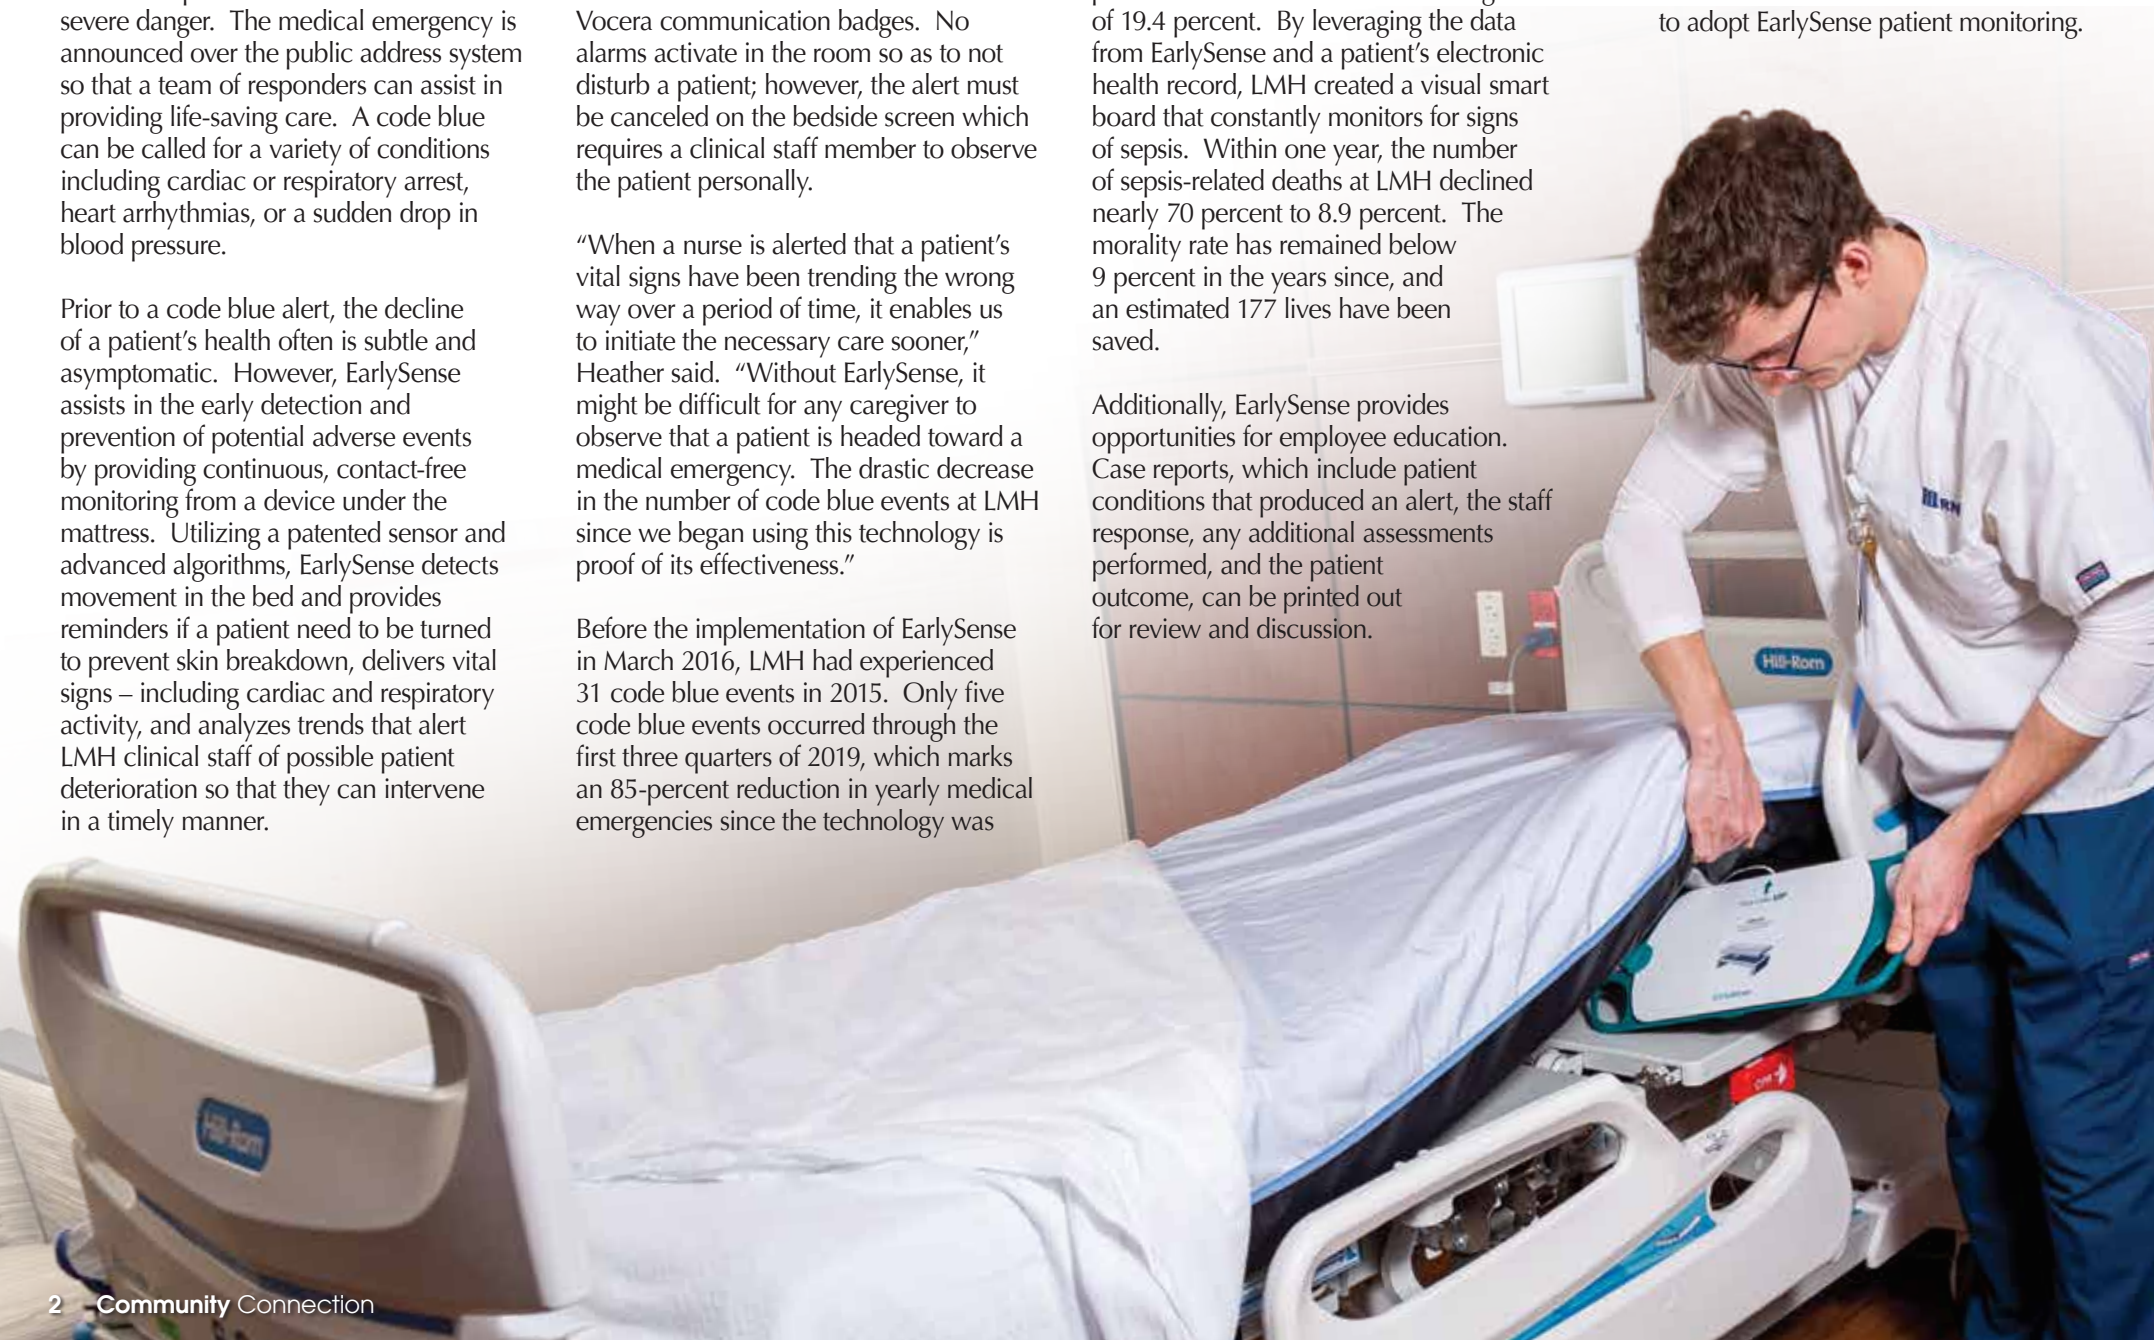 severe danger.  The medical emergency is
announced over the public address system
so that a team of responders can assist in
providing life-saving care.  A code blue
can be called for a variety of conditions
including cardiac or respiratory arrest,
heart arrhythmias, or a sudden drop in
blood pressure.
Prior to a code blue alert, the decline
of a patient’s health often is subtle and
asymptomatic.  However, EarlySense
assists in the early detection and
prevention of potential adverse events
by providing continuous, contact-free
monitoring from a device under the
mattress.  Utilizing a patented sensor and
advanced algorithms, EarlySense detects
movement in the bed and provides
reminders if a patient need to be turned
to prevent skin breakdown, delivers vital
signs – including cardiac and respiratory
activity, and analyzes trends that alert
LMH clinical staff of possible patient
deterioration so that they can intervene
in a timely manner.
Vocera communication badges.  No
alarms activate in the room so as to not
disturb a patient; however, the alert must
be canceled on the bedside screen which
requires a clinical staff member to observe
the patient personally.
“When a nurse is alerted that a patient’s
vital signs have been trending the wrong
way over a period of time, it enables us
to initiate the necessary care sooner,”
Heather said.  “Without EarlySense, it
might be difficult for any caregiver to
observe that a patient is headed toward a
medical emergency.  The drastic decrease
in the number of code blue events at LMH
since we began using this technology is
proof of its effectiveness.”
Before the implementation of EarlySense
in March 2016, LMH had experienced
31 code blue events in 2015.  Only five
code blue events occurred through the
first three quarters of 2019, which marks
an 85-percent reduction in yearly medical
emergencies since the technology was
of 19.4 percent.  By leveraging the data
from EarlySense and a patient’s electronic
health record, LMH created a visual smart
board that constantly monitors for signs
of sepsis.  Within one year, the number
of sepsis-related deaths at LMH declined
nearly 70 percent to 8.9 percent.  The
morality rate has remained below
9 percent in the years since, and
an estimated 177 lives have been
saved.
Additionally, EarlySense provides
opportunities for employee education.
Case reports, which include patient
conditions that produced an alert, the staff
response, any additional assessments
performed, and the patient
outcome, can be printed out
for review and discussion.
to adopt EarlySense patient monitoring.
RN
Hill-Rom
CPR
Hill-Rom
2 Community Connection